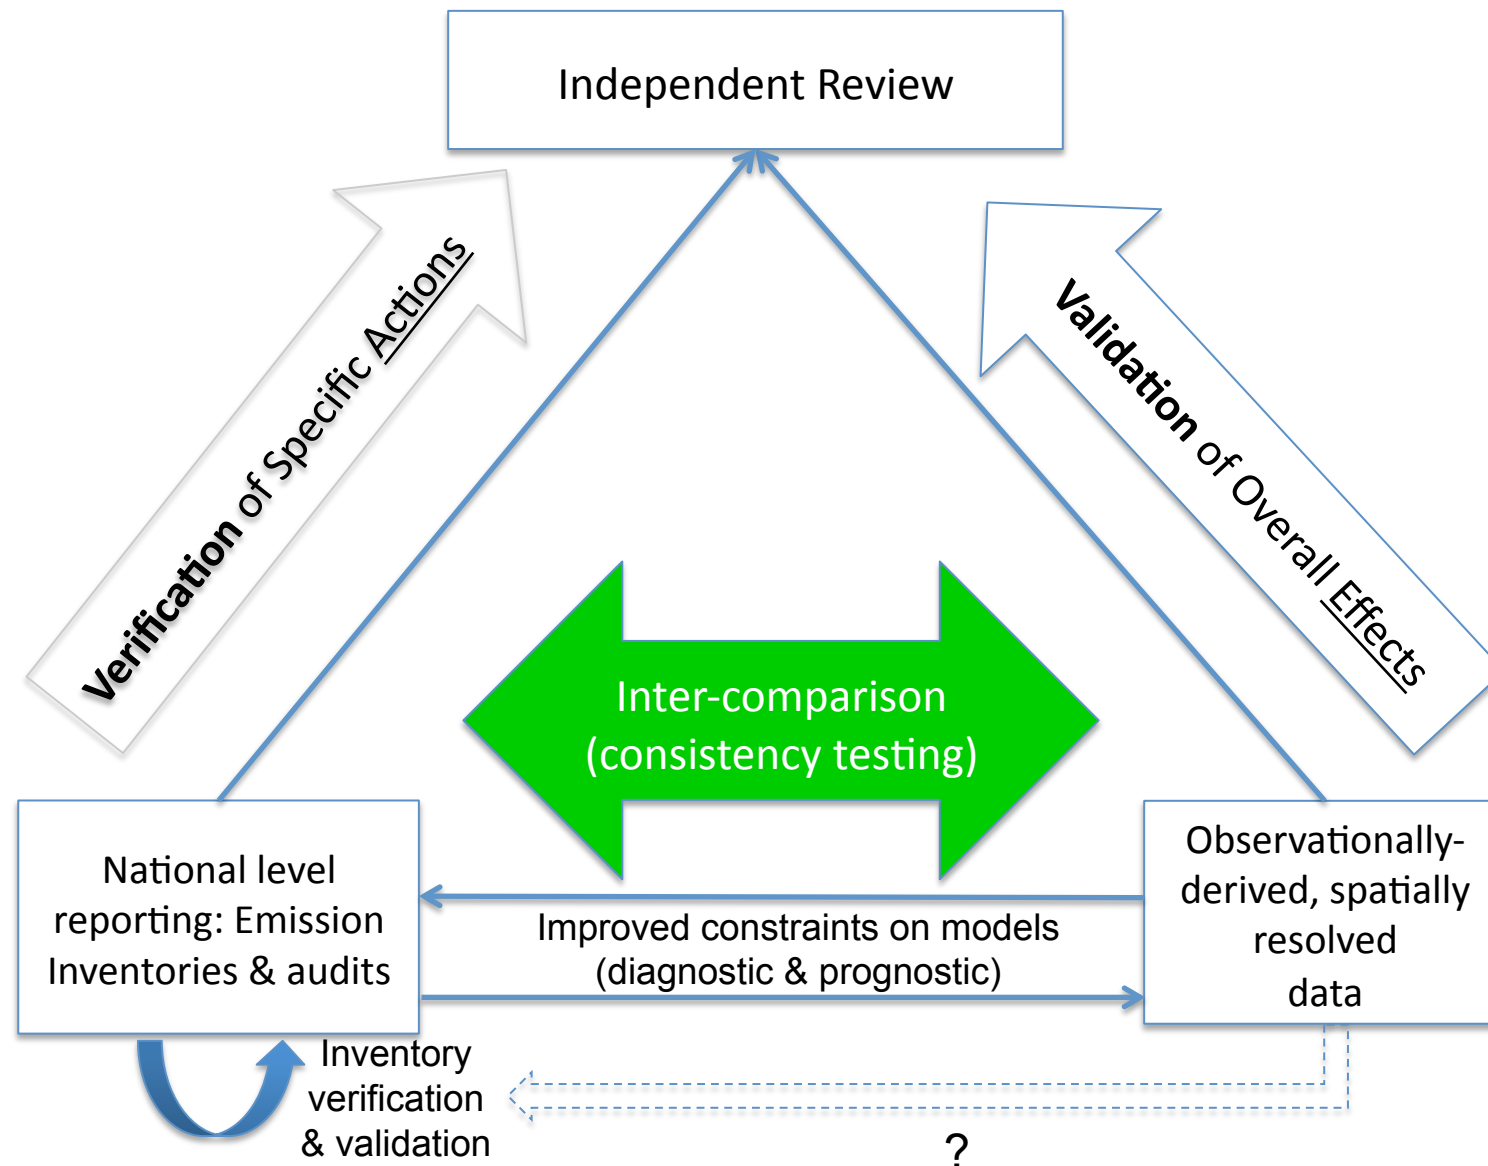 Independent Review
Verification of Specific Actions
Validation of Overall Effects
Inter-comparison
(consistency testing)
National level
reporting: Emission
Inventories & audits
Improved constraints on models
(diagnostic & prognostic)
Observationally-
derived, spatially
resolved
data
Inventory
verification
& validation
?